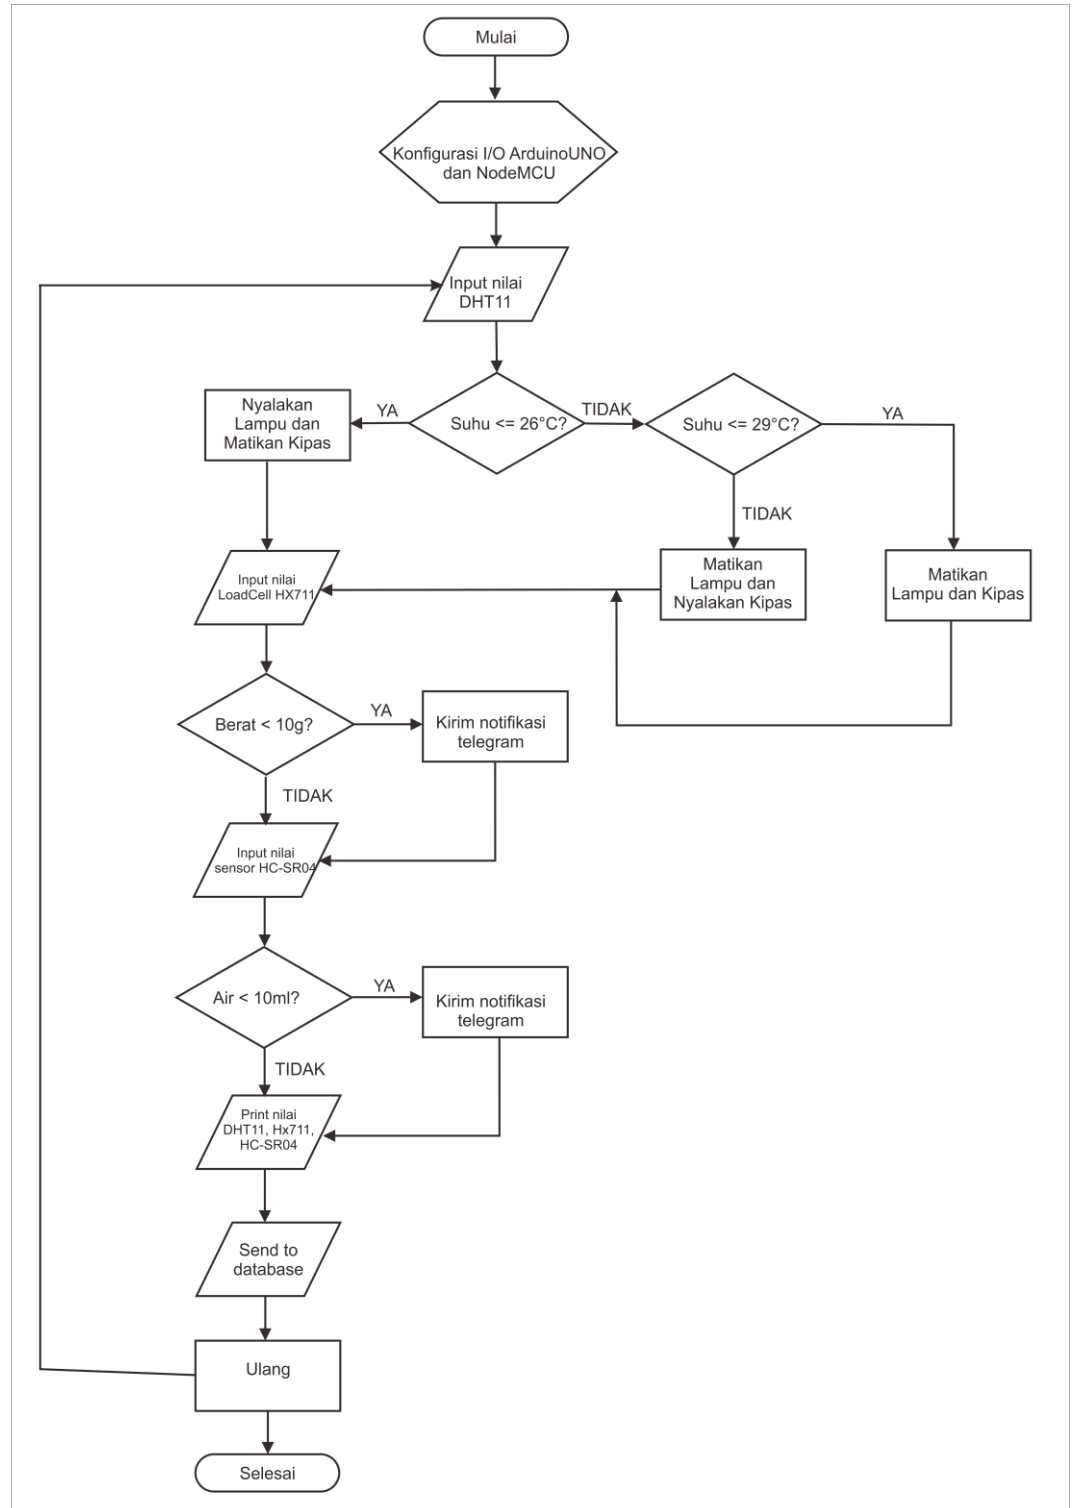 Mulai
Konfigurasi I/O ArduinoUNO
dan NodeMCU
Input nilai
DHT11
Suhu <= 26°C?
YA
TIDAK
Nyalakan
Lampu dan
Matikan Kipas
Suhu <= 29°C?
YA
TIDAK
Matikan
Lampu dan
Nyalakan Kipas
Matikan
Lampu dan Kipas
Input nilai
LoadCell HX711
Berat < 10g?
YA
Kirim notifikasi
telegram
TIDAK
Input nilai
sensor HC-SR04
Air < 10ml?
YA
Kirim notifikasi
telegram
TIDAK
Print nilai
DHT11, Hx711,
HC-SR04
Send to
database
Ulang
Selesai